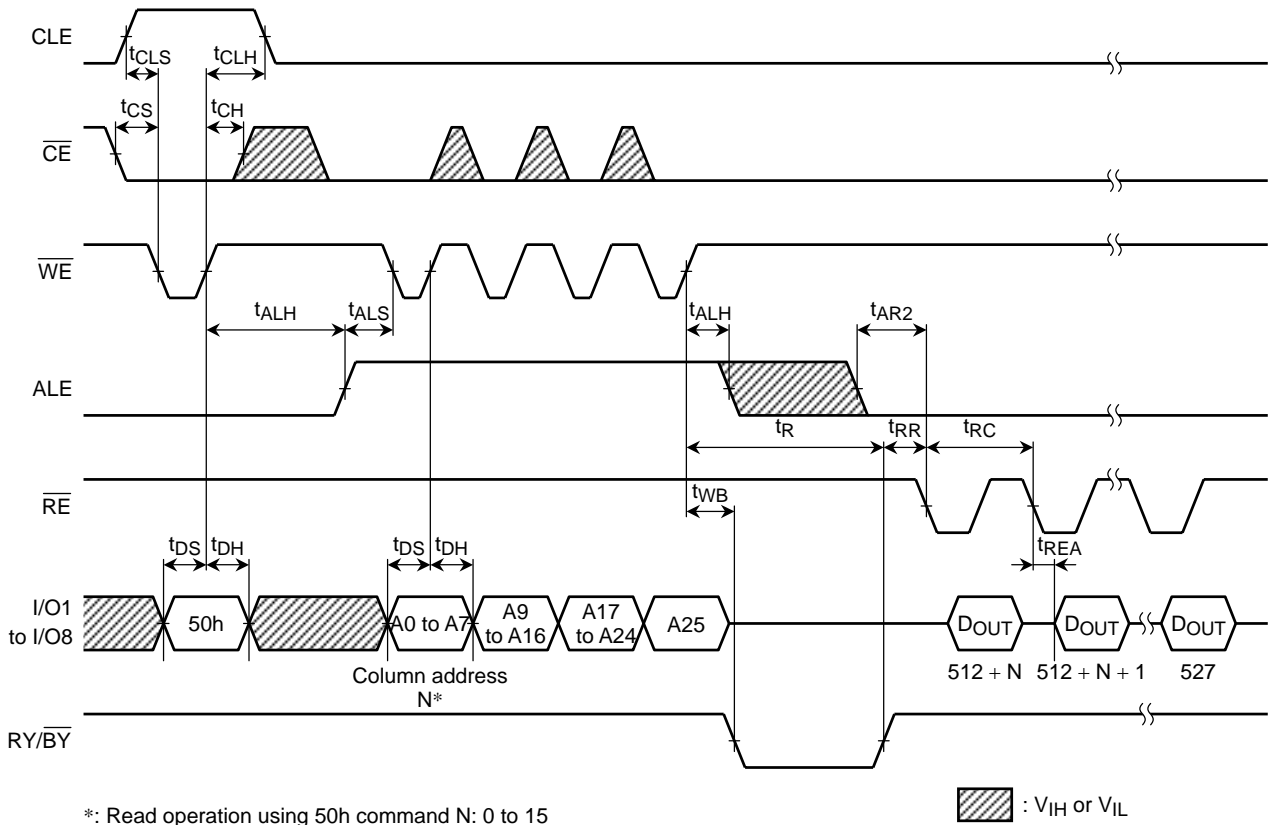 CLE
tCLS
tCLH
tCS
tCH
CE
WE
tALH
tALS
tALH
tAR2
ALE
tR
tRR
tRC
RE
tWB
tDS
tDH
tDS
tDH
tREA
I/O1
to I/O8
50h
A0 to A7
A9
to A16
A17
to A24
A25
DOUT
DOUT
DOUT
Column address
N*
512 + N
512 + N + 1
527
RY/BY
*: Read operation using 50h command N: 0 to 15
: VIH or VIL